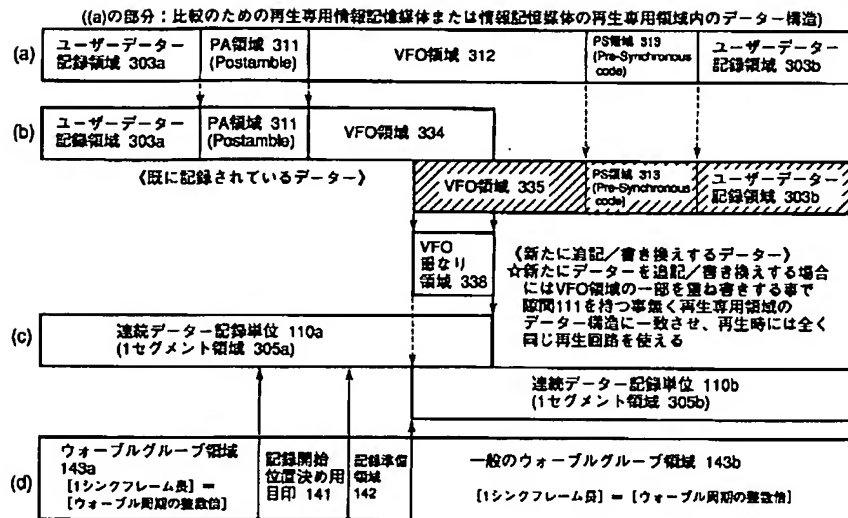 ((a)の部分：比較のための再生専用情報記憶媒体または情報記憶媒体の再生専用領域内のデーター構造)
(a)
ユーザーデーター
記録領域 303a
PA領域 311
(Postamble)
VFO領域 312
PS領域 313
(Pre-Synchronous
code)
ユーザーデーター
記録領域 303b
(b)
ユーザーデーター
記録領域 303a
PA領域 311
(Postamble)
VFO領域 334
《既に記録されているデーター》
VFO領域 335
PS領域 313
(Pre-Synchronous
code)
ユーザーデーター
記録領域 303b
VFO
重なり
領域 338
《新たに追記／書き換えするデーター》
☆新たにデーターを追記／書き換えする場合
にはVFO領域の一部を重ね書きする事で
隙間111を持つ事無く再生専用領域の
データー構造に一致させ、再生時には全く
同じ再生回路を使える
(c)
連続データー記録単位 110a
(1セグメント領域 305a)
連続データー記録単位 110b
(1セグメント領域 305b)
(d)
ウォーブルグルーブ領域
143a
[1シンクフレーム長] ＝
[ウォーブル周期の整数倍]
記録開始
位置決め用
目印 141
記録準備
領域
142
一般のウォーブルグルーブ領域 143b
[1シンクフレーム長] ＝ [ウォーブル周期の整数倍]